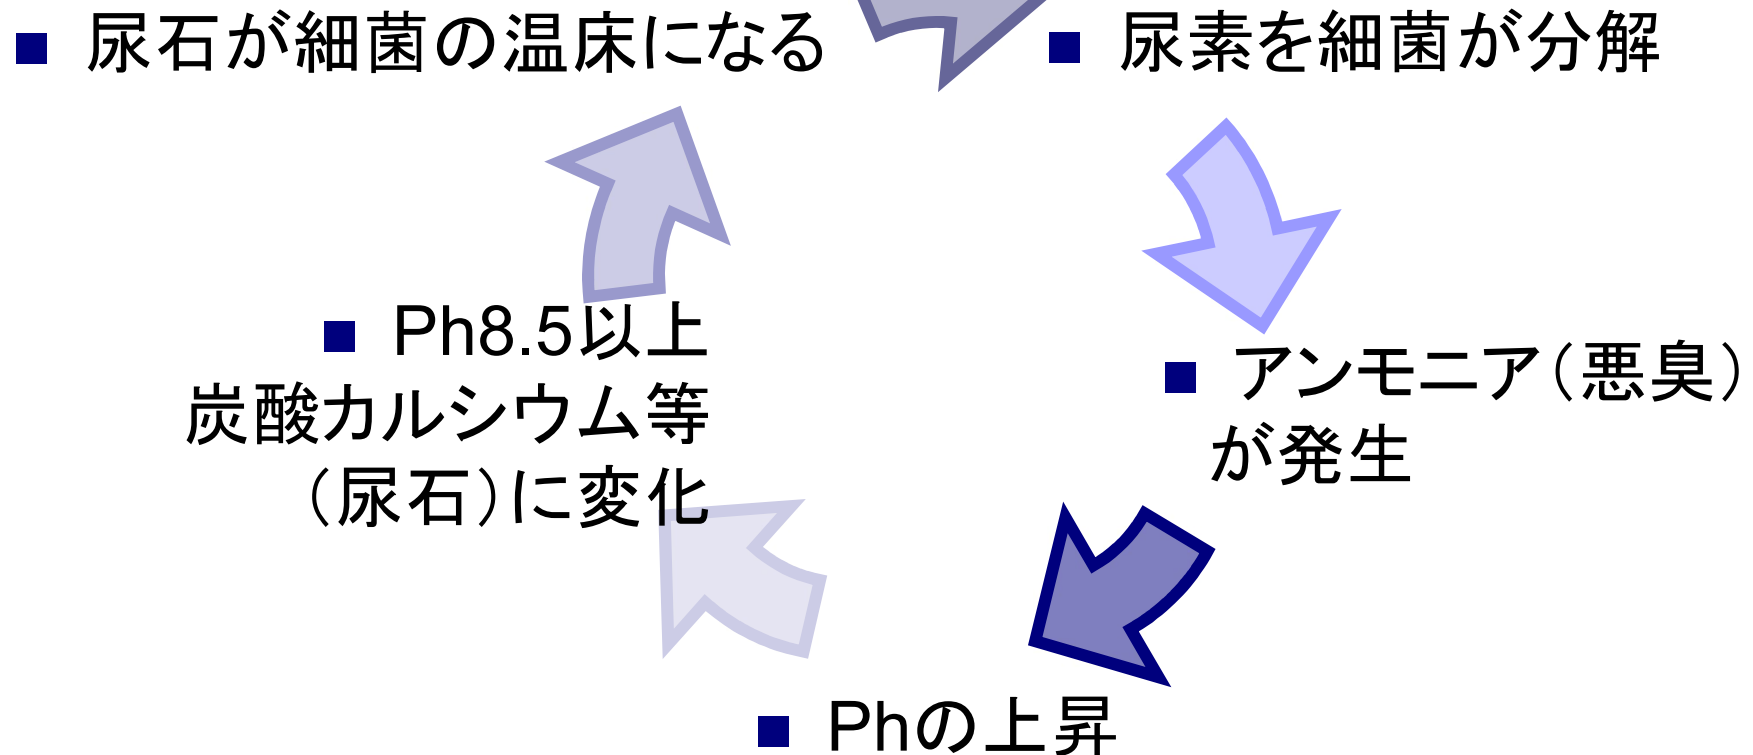 ■ 尿石が細菌の温床になる
■ 尿素を細菌が分解
■ アンモニア（悪臭）
が発生
■ Phの上昇
■ Ph8.5以上
炭酸カルシウム等
（尿石）に変化